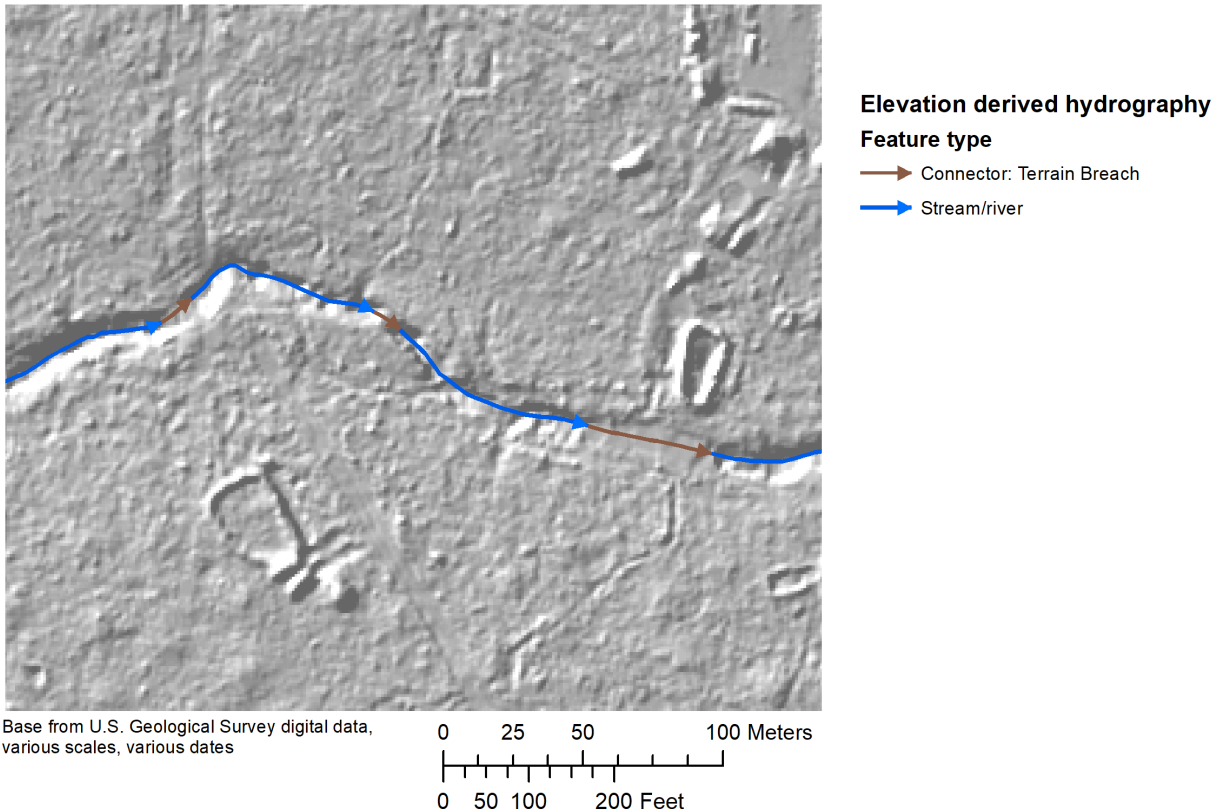 Elevation derived hydrography
Feature type
Connector: Terrain Breach
Stream/river
Base from U.S. Geological Survey digital data,
various scales, various dates
0 25 50 100 Meters
0 50 100 200 Feet